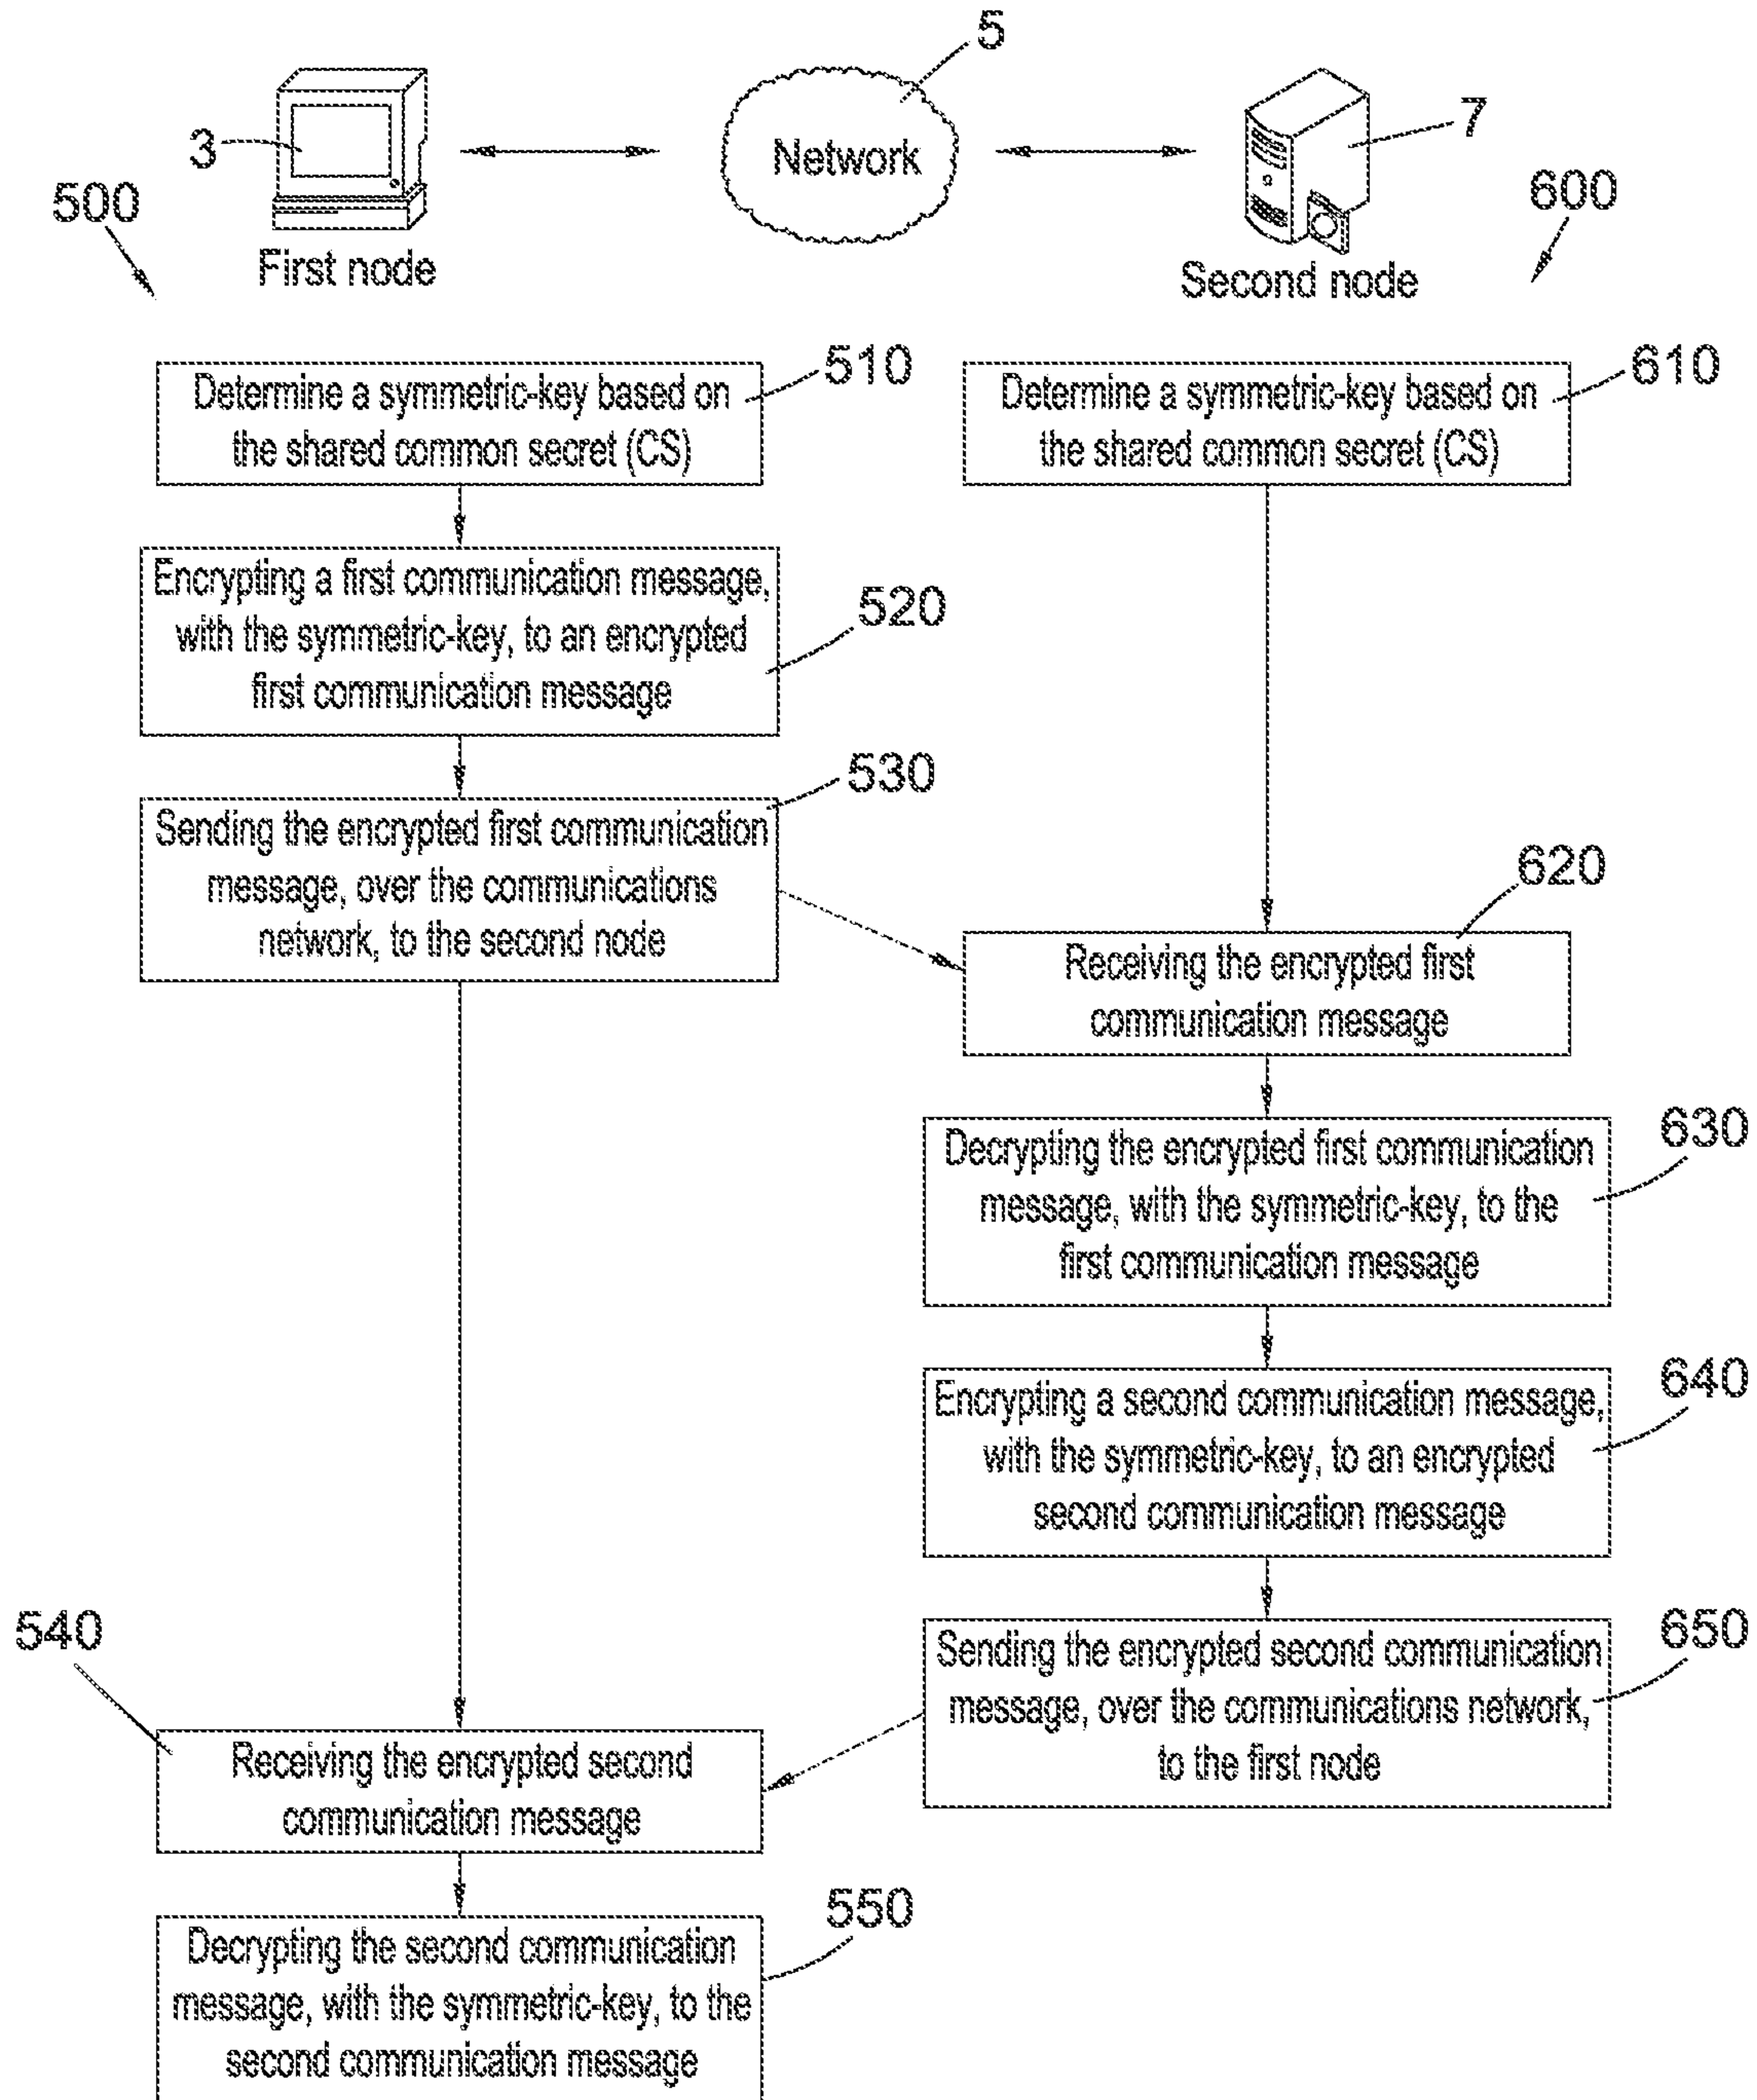 5
3
Network
7
500
600
First node
Second node
510
Determine a symmetric-key based on
the shared common secret (CS)
610
Determine a symmetric-key based on
the shared common secret (CS)
520
Encrypting a first communication message,
with the symmetric-key, to an encrypted
first communication message
530
Sending the encrypted first communication
message, over the communications
network, to the second node
620
Receiving the encrypted first
communication message
630
Decrypting the encrypted first communication
message, with the symmetric-key, to the
first communication message
640
Encrypting a second communication message,
with the symmetric-key, to an encrypted
second communication message
650
Sending the encrypted second communication
message, over the communications network,
to the first node
540
Receiving the encrypted second
communication message
550
Decrypting the second communication
message, with the symmetric-key, to the
second communication message